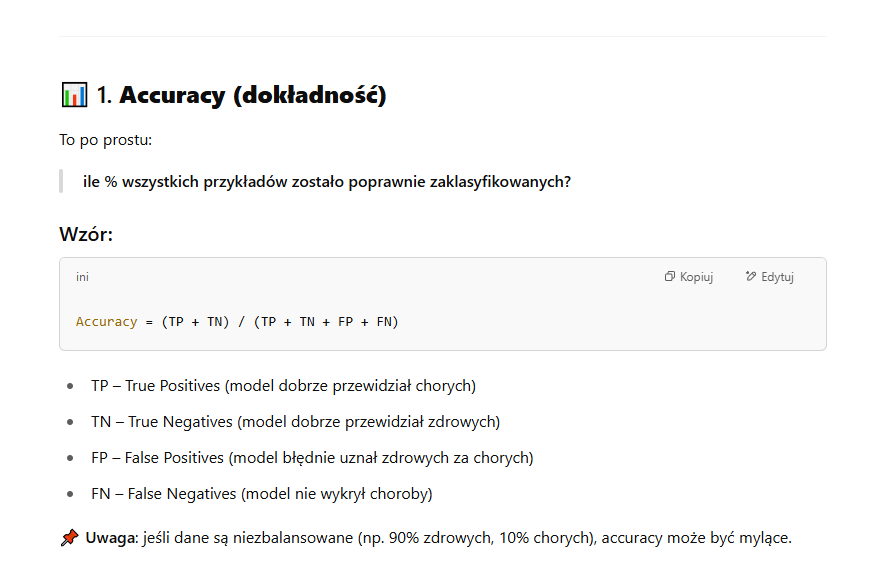 📊 1. Accuracy (dokładność)
To po prostu:
ile % wszystkich przykładów zostało poprawnie zaklasyfikowanych?
Wzór:
ini Kopiuj Edytuj
Accuracy = (TP + TN) / (TP + TN + FP + FN)
• TP – True Positives (model dobrze przewidział chorych)
• TN – True Negatives (model dobrze przewidział zdrowych)
• FP – False Positives (model błędnie uznał zdrowych za chorych)
• FN – False Negatives (model nie wykrył choroby)
📌 Uwaga: jeśli dane są niezbalansowane (np. 90% zdrowych, 10% chorych), accuracy może być mylące.